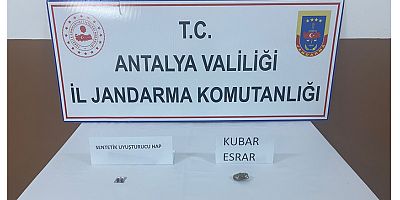 T.C.
ANTALYA VALİLİĞİ
İL JANDARMA KOMUTANLIĞI
SENTETİK UYUŞTURUCU HAP
KUBAR
ESRAR